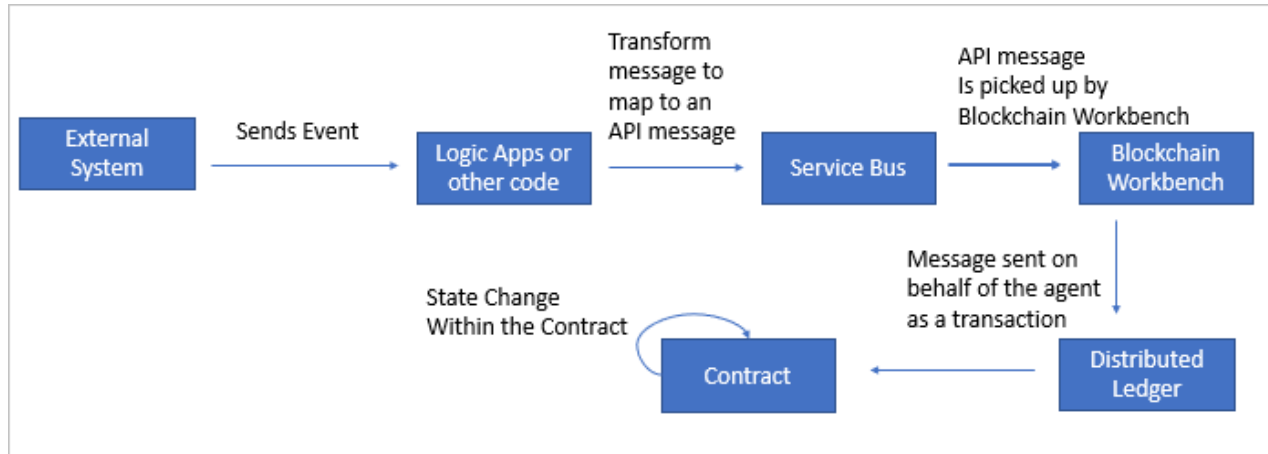 External
System
Sends Event
Logic Apps or
other code
Transform
message to
map to an
API message
Service Bus
API message
Is picked up by
Blockchain Workbench
Blockchain
Workbench
Message sent on
behalf of the agent
as a transaction
Distributed
Ledger
Contract
State Change
Within the Contract